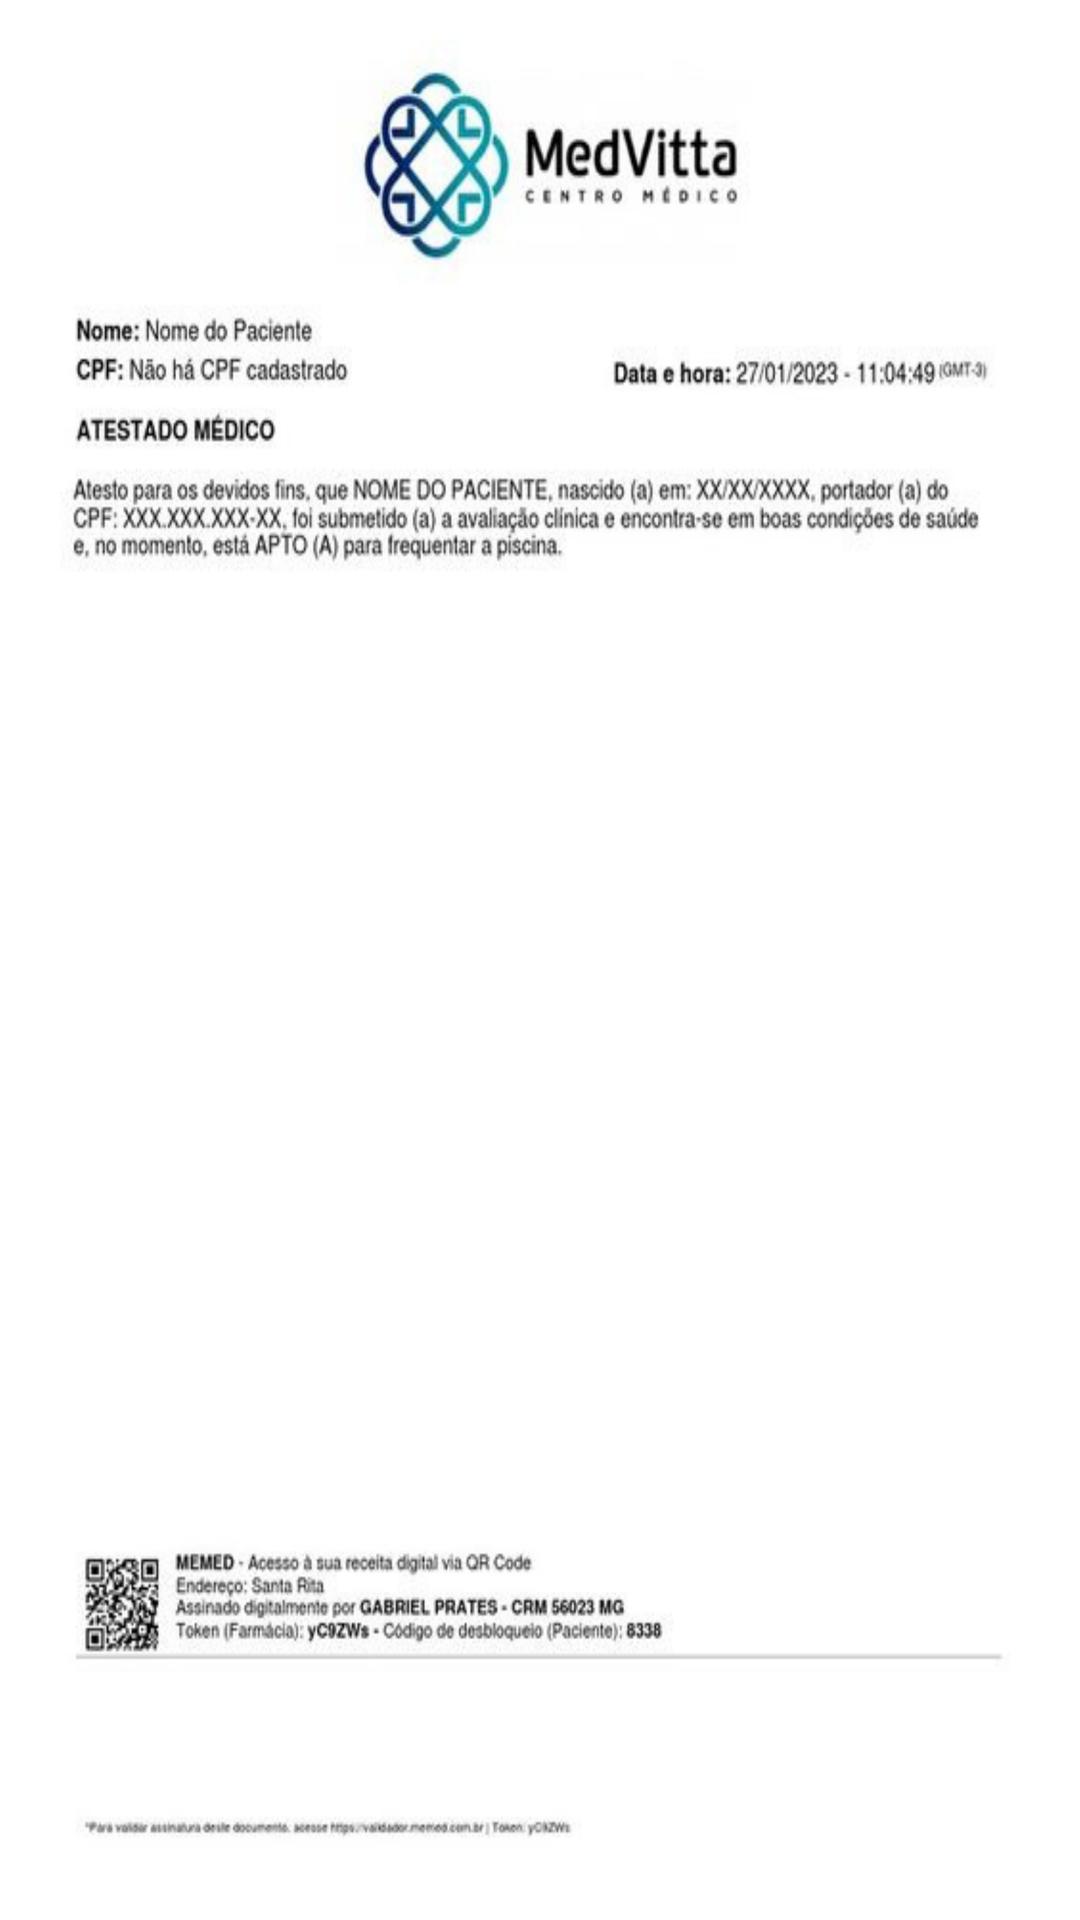 MedVitta
CENTRO MÉDICO
Nome: Nome do Paciente
CPF: Não há CPF cadastrado
Data e hora: 27/01/2023 - 11:04:49 (GMT-3)
ATESTADO MÉDICO
Atesto para os devidos fins, que NOME DO PACIENTE, nascido (a) em: XX/XX/XXXX, portador (a) do
CPF: XXX.XXX.XXX-XX, foi submetido (a) a avaliação clínica e encontra-se em boas condições de saúde
e, no momento, está APTO (A) para frequentar a piscina.
MEMED - Acesso à sua receita digital via QR Code
Endereço: Santa Rita
Assinado digitalmente por GABRIEL PRATES - CRM 56023 MG
Token (Farmácia): yC9ZWs - Código de desbloqueio (Paciente): 8338
*Para validar assinatura deste documento, acesse https://validador.memed.com.br | Token: yC9ZWs